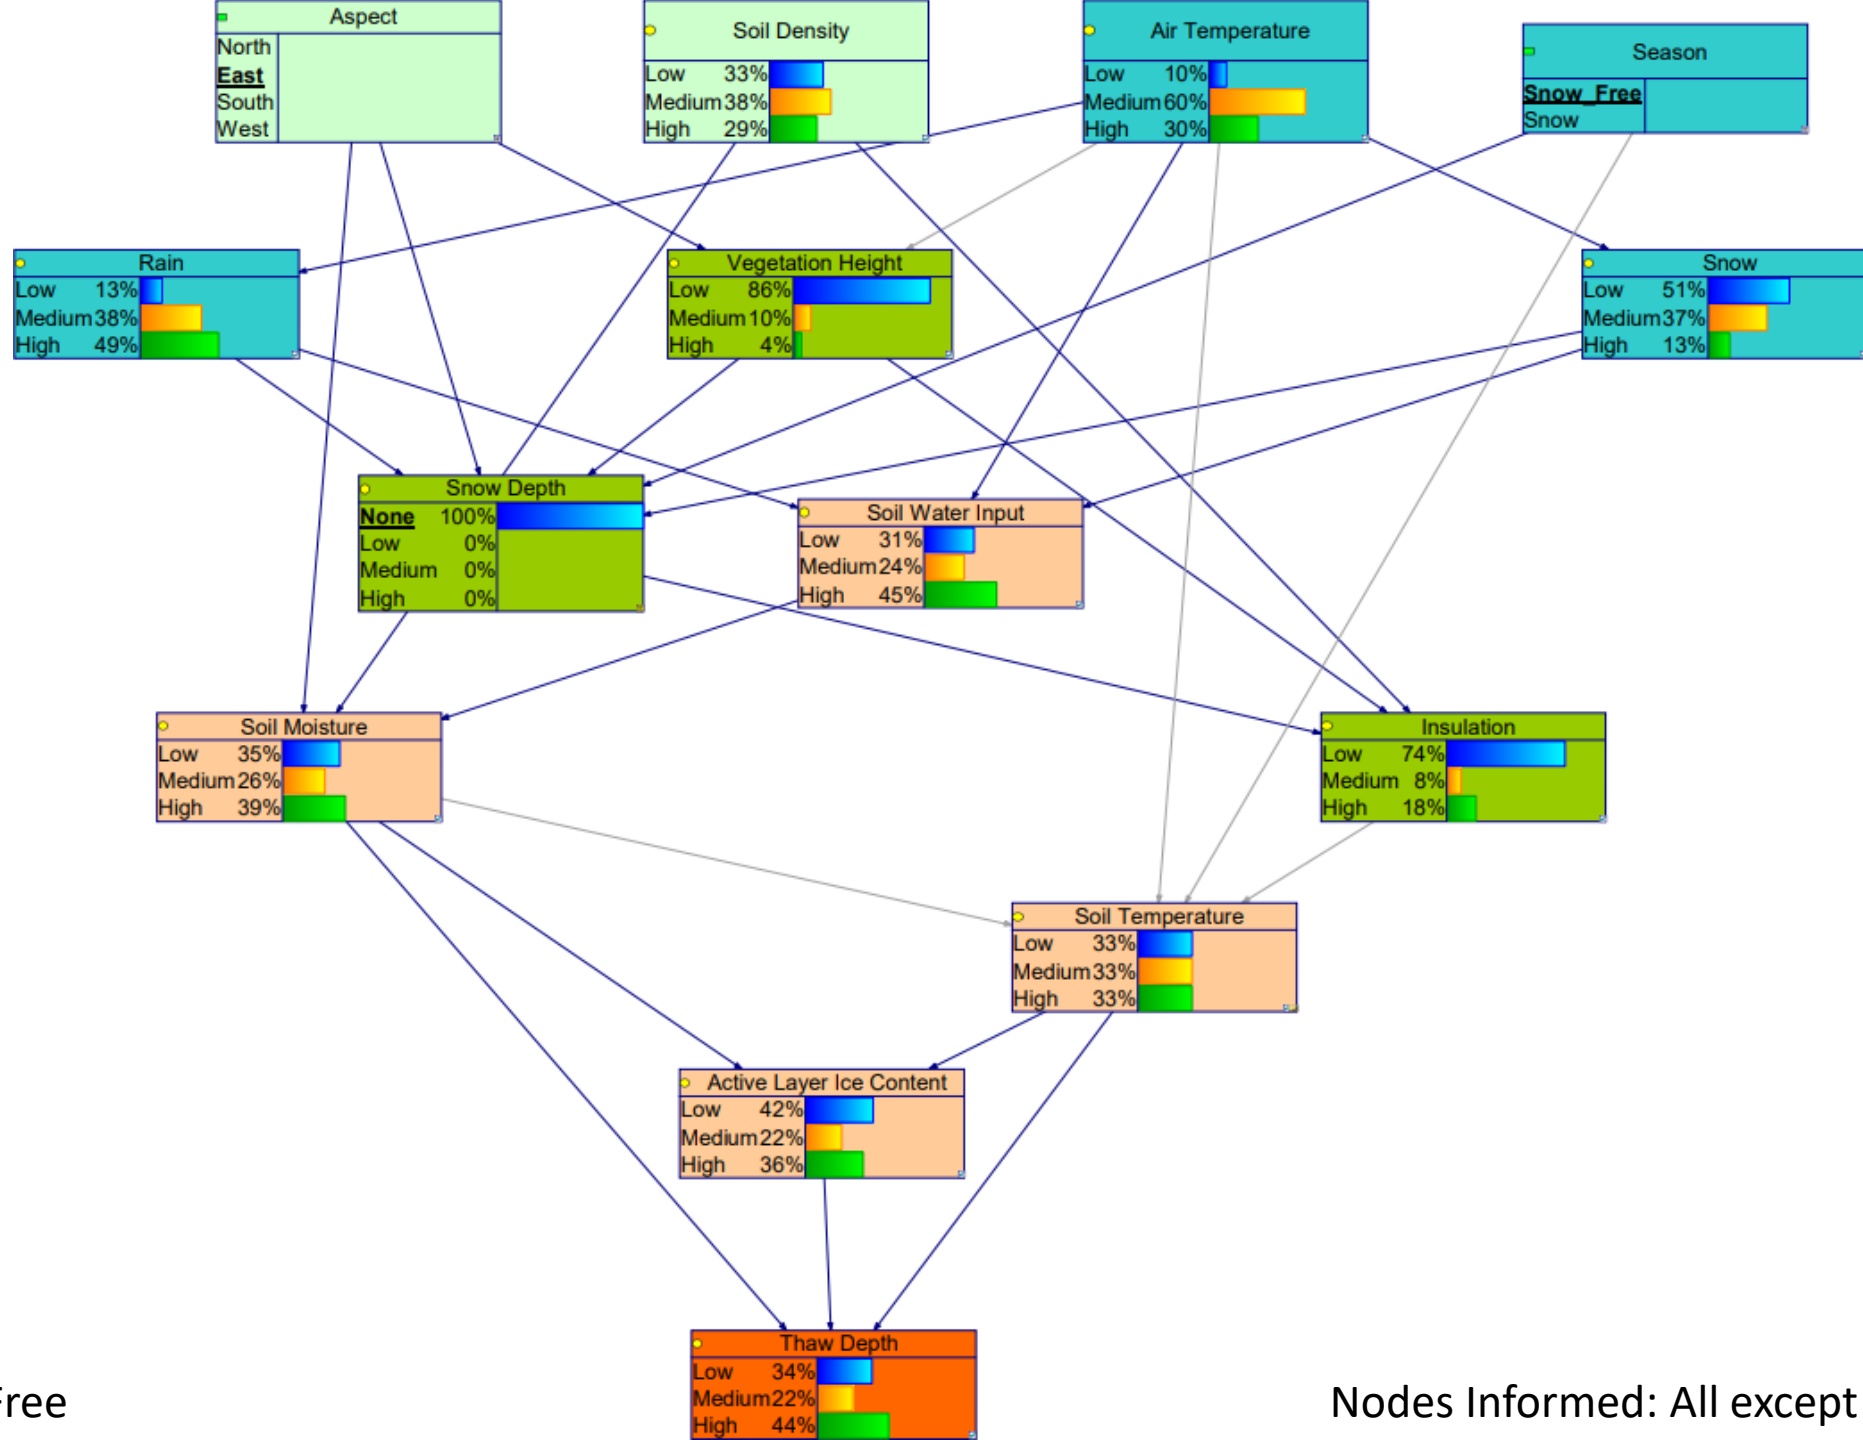 Aspect
North
East
South
West
Soil Density
Low 33%
Medium 38%
High 29%
Air Temperature
Low 10%
Medium 60%
High 30%
Season
Snow_Free
Snow
Rain
Low 13%
Medium 38%
High 49%
Vegetation Height
Low 86%
Medium 10%
High 4%
Snow
Low 51%
Medium 37%
High 13%
Snow Depth
None 100%
Low 0%
Medium 0%
High 0%
Soil Water Input
Low 31%
Medium 24%
High 45%
Soil Moisture
Low 35%
Medium 26%
High 39%
Insulation
Low 74%
Medium 8%
High 18%
Soil Temperature
Low 33%
Medium 33%
High 33%
Active Layer Ice Content
Low 42%
Medium 22%
High 36%
Thaw Depth
Low 34%
Medium 22%
High 44%
ree
Nodes Informed: All except